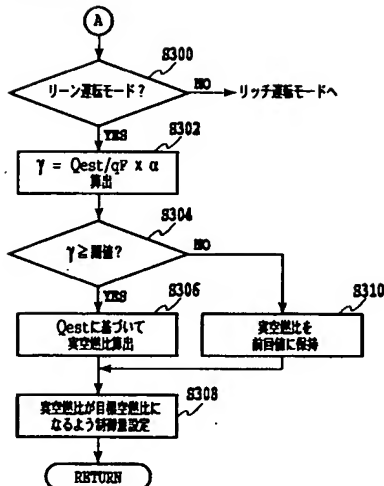 A
S300
リーン運転モード?
NO
リッチ運転モードへ
YES
S302
γ = Qest/qF x α
算出
S304
γ≧閾値?
NO
YES
S306
S310
Qestに基づいて
実空燃比算出
実空燃比を
前回値に保持
S308
実空燃比が目標空燃比に
なるよう制御量設定
RETURN